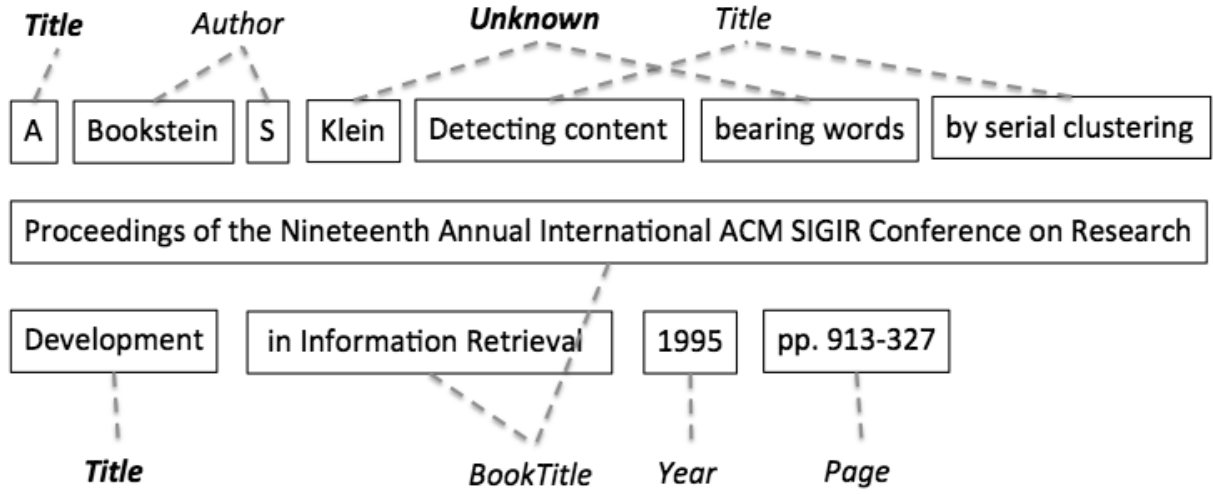 Title Author Unknown Title
A Bookstein S Klein Detecting content bearing words by serial clustering
Proceedings of the Nineteenth Annual International ACM SIGIR Conference on Research
Development in Information Retrieval 1995 pp. 913-327
Title BookTitle Year Page